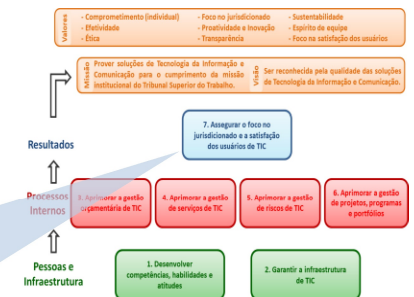 Valores
- Comprometimento (individual) - Foco no jurisdicionado - Sustentabilidade
- Efetividade - Proatividade e Inovação - Espírito de equipe
- Ética - Transparência - Foco na satisfação dos usuários
Missão
Prover soluções de Tecnologia da Informação e
Comunicação para o cumprimento da missão
institucional do Tribunal Superior do Trabalho.
Visão
Ser reconhecida pela qualidade das soluções
de Tecnologia da Informação e Comunicação.
Resultados
7. Assegurar o foco no
jurisdicionado e a satisfação
dos usuários de TIC
Processos
Internos
3. Aprimorar a gestão
orçamentária de TIC
4. Aprimorar a gestão
de serviços de TIC
5. Aprimorar a gestão
de riscos de TIC
6. Aprimorar a gestão
de projetos, programas
e portfólios
Pessoas e
Infraestrutura
1. Desenvolver
competências, habilidades e
atitudes
2. Garantir a infraestrutura
de TIC